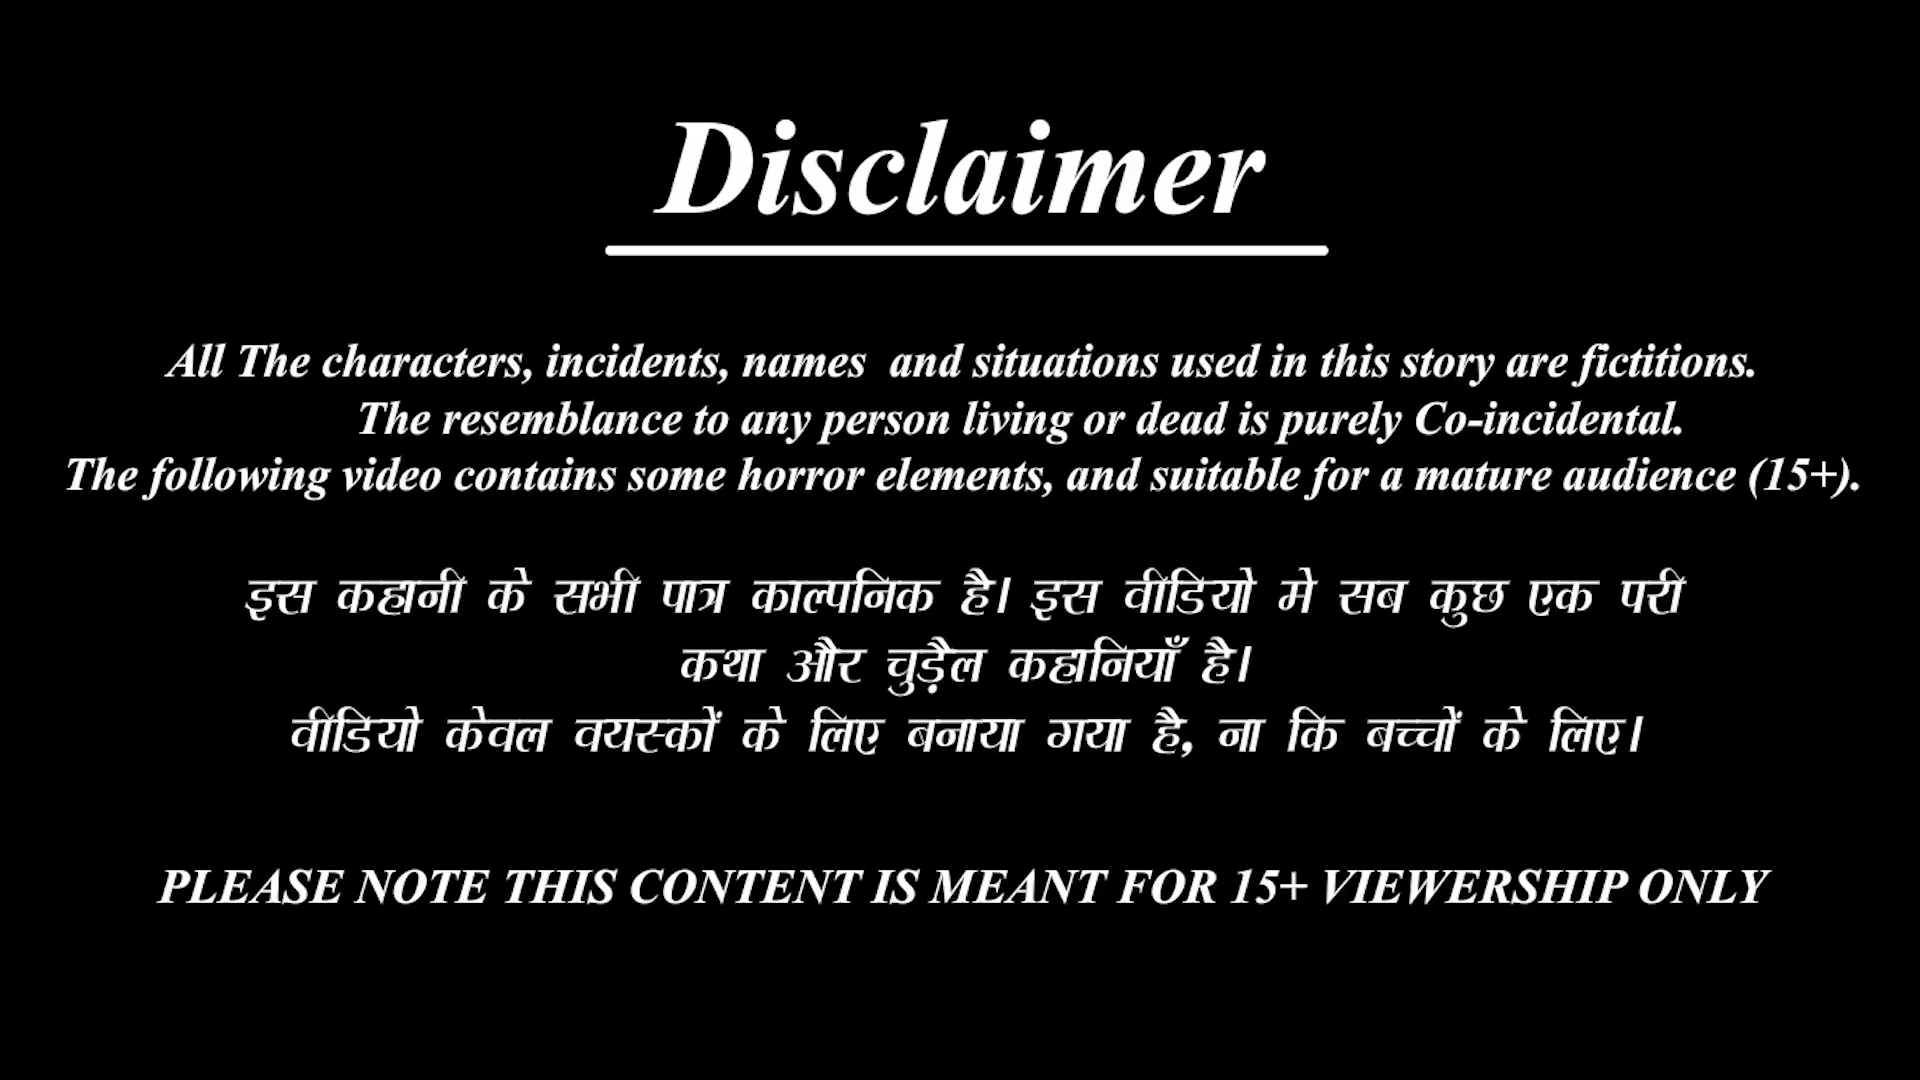 Disclaimer
All The characters, incidents, names and situations used in this story are fictitions.
The resemblance to any person living or dead is purely Co-incidental.
The following video contains some horror elements, and suitable for a mature audience (15+).
इस कहानी के सभी पात्र काल्पनिक है। इस वीडियो मे सब कुछ एक परी
कथा और चुड़ैल कहानियाँ है।
वीडियो केवल वयस्कों के लिए बनाया गया है, ना कि बच्चों के लिए।
PLEASE NOTE THIS CONTENT IS MEANT FOR 15+ VIEWERSHIP ONLY